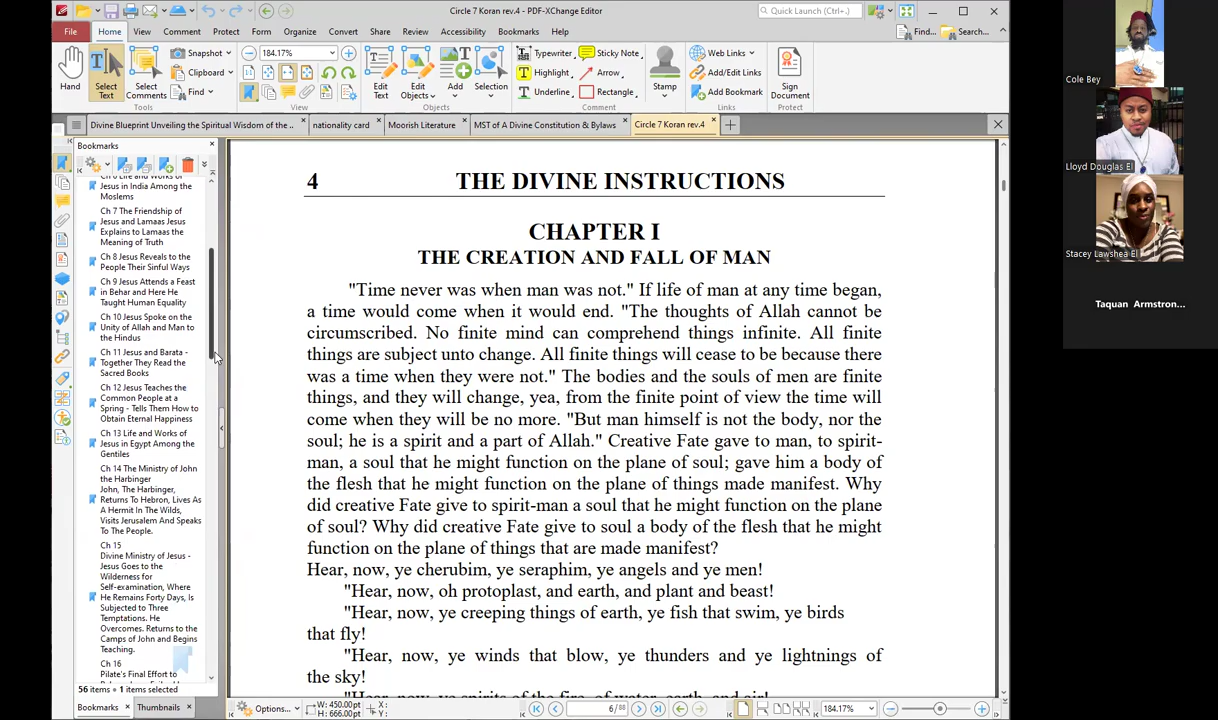 Circle 7 Koran rev.4 - PDF-XChange Editor
Quick Launch (Ctrl+.)
File
Home
View
Comment
Protect
Form
Organize
Convert
Share
Review
Accessibility
Bookmarks
Help
Find...
Search...
Hand
Select
Text
Select
Comments
Snapshot
Clipboard
Find
Tools
184.17%
View
Edit
Text
Edit
Objects
Add
Selection
Objects
Typewriter
Highlight
Underline
Sticky Note
Arrow
Rectangle
Stamp
Comment
Web Links
Add/Edit Links
Add Bookmark
Links
Sign
Document
Protect
Divine Blueprint Unveiling the Spiritual Wisdom of the ..
nationality card
Moorish Literature
MST of A Divine Constitution & Bylaws
Circle 7 Koran rev.4
Bookmarks
Ch 6 Life and Works of
Jesus in India Among the
Moslems
Ch 7 The Friendship of
Jesus and Lamaas Jesus
Explains to Lamaas the
Meaning of Truth
Ch 8 Jesus Reveals to the
People Their Sinful Ways
Ch 9 Jesus Attends a Feast
in Behar and Here He
Taught Human Equality
Ch 10 Jesus Spoke on the
Unity of Allah and Man to
the Hindus
Ch 11 Jesus and Barata -
Together They Read the
Sacred Books
Ch 12 Jesus Teaches the
Common People at a
Spring - Tells Them How to
Obtain Eternal Happiness
Ch 13 Life and Works of
Jesus in Egypt Among the
Gentiles
Ch 14 The Ministry of John
the Harbinger
John, The Harbinger,
Returns To Hebron, Lives As
A Hermit In The Wilds,
Visits Jerusalem And Speaks
To The People.
Ch 15
Divine Ministry of Jesus -
Jesus Goes to the
Wilderness for
Self-examination, Where
He Remains Forty Days, Is
Subjected to Three
Temptations. He
Overcomes. Returns to the
Camps of John and Begins
Teaching.
Ch 16
Pilate's Final Effort to
56 items • 1 items selected
Bookmarks
Thumbnails
4 THE DIVINE INSTRUCTIONS
CHAPTER I
THE CREATION AND FALL OF MAN
"Time never was when man was not." If life of man at any time began,
a time would come when it would end. "The thoughts of Allah cannot be
circumscribed. No finite mind can comprehend things infinite. All finite
things are subject unto change. All finite things will cease to be because there
was a time when they were not." The bodies and the souls of men are finite
things, and they will change, yea, from the finite point of view the time will
come when they will be no more. "But man himself is not the body, nor the
soul; he is a spirit and a part of Allah." Creative Fate gave to man, to spirit-
man, a soul that he might function on the plane of soul; gave him a body of
the flesh that he might function on the plane of things made manifest. Why
did creative Fate give to spirit-man a soul that he might function on the plane
of soul? Why did creative Fate give to soul a body of the flesh that he might
function on the plane of things that are made manifest?
Hear, now, ye cherubim, ye seraphim, ye angels and ye men!
"Hear, now, oh protoplast, and earth, and plant and beast!
"Hear, now, ye creeping things of earth, ye fish that swim, ye birds
that fly!
"Hear, now, ye winds that blow, ye thunders and ye lightnings of
the sky!
"Hear, now, ye spirits of the fire, of water, earth, and air!
Options...
W: 450.00pt
H: 666.00pt
X:
Y:
6 / 88
184.17%
Cole Bey
Lloyd Douglas El
Stacey Lawshea El
Taquan Armstron...